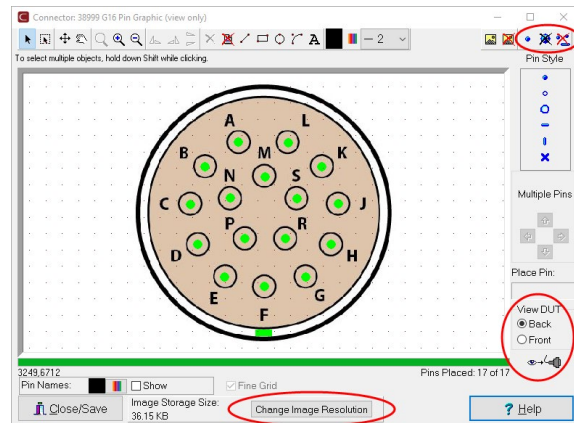 Connector: 38999 G16 Pin Graphic (view only)
A
2
To select multiple objects, hold down Shift while clicking.
Pin Style
A L
B M K
N S
C J
P R
D H
E G
F
Multiple Pins
Place Pin:
View DUT
Back
Front
3249,6712
Pins Placed: 17 of 17
Pin Names:
Show
Fine Grid
Close/Save
Image Storage Size:
36.15 KB
Change Image Resolution
? Help